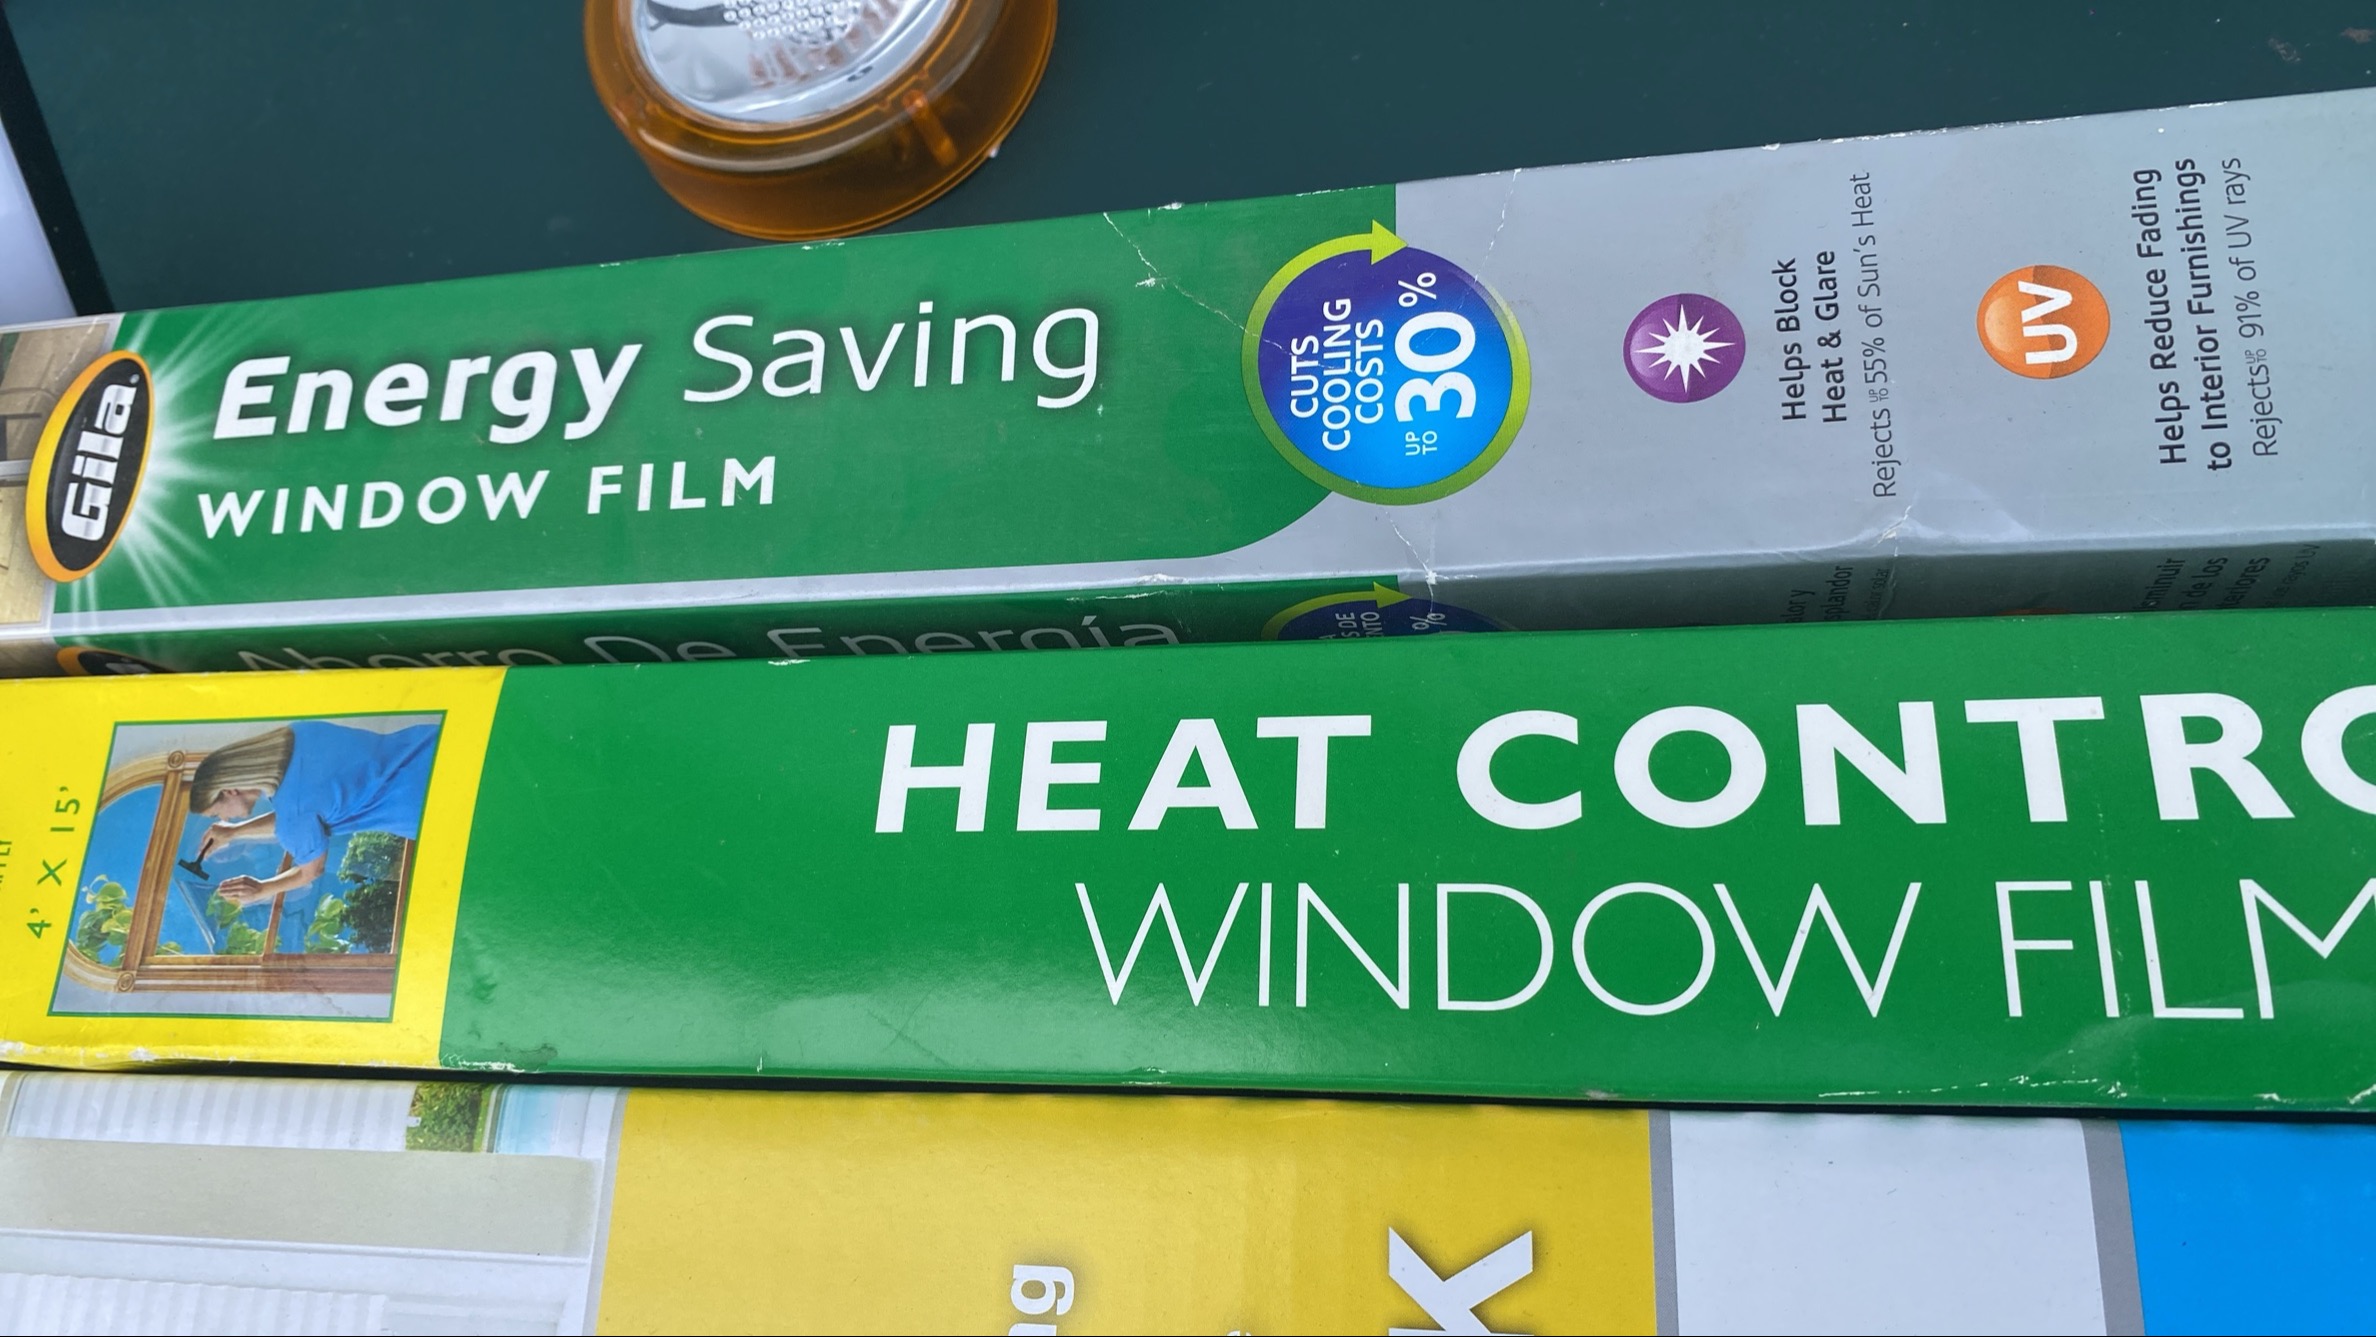 Gila
Energy Saving
WINDOW FILM
CUTS
COOLING
COSTS
UP TO 30%
Helps Block
Heat & Glare
Rejects UP TO 55% of Sun's Heat
UV
Helps Reduce Fading
to Interior Furnishings
Rejects UP TO 91% of UV rays
Ahorro De Energía
%
4' X 15'
HEAT CONTRO
WINDOW FILM
ng
K